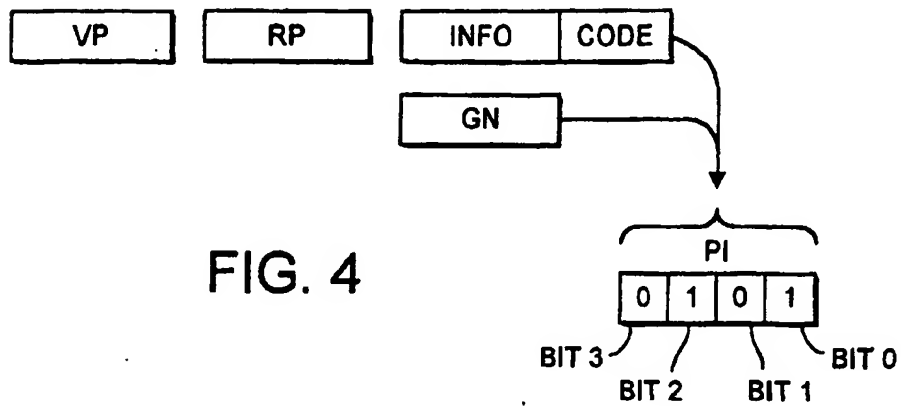 VP RP INFO CODE
GN
PI
FIG. 4
0 1 0 1
BIT 3 BIT 0
BIT 2 BIT 1